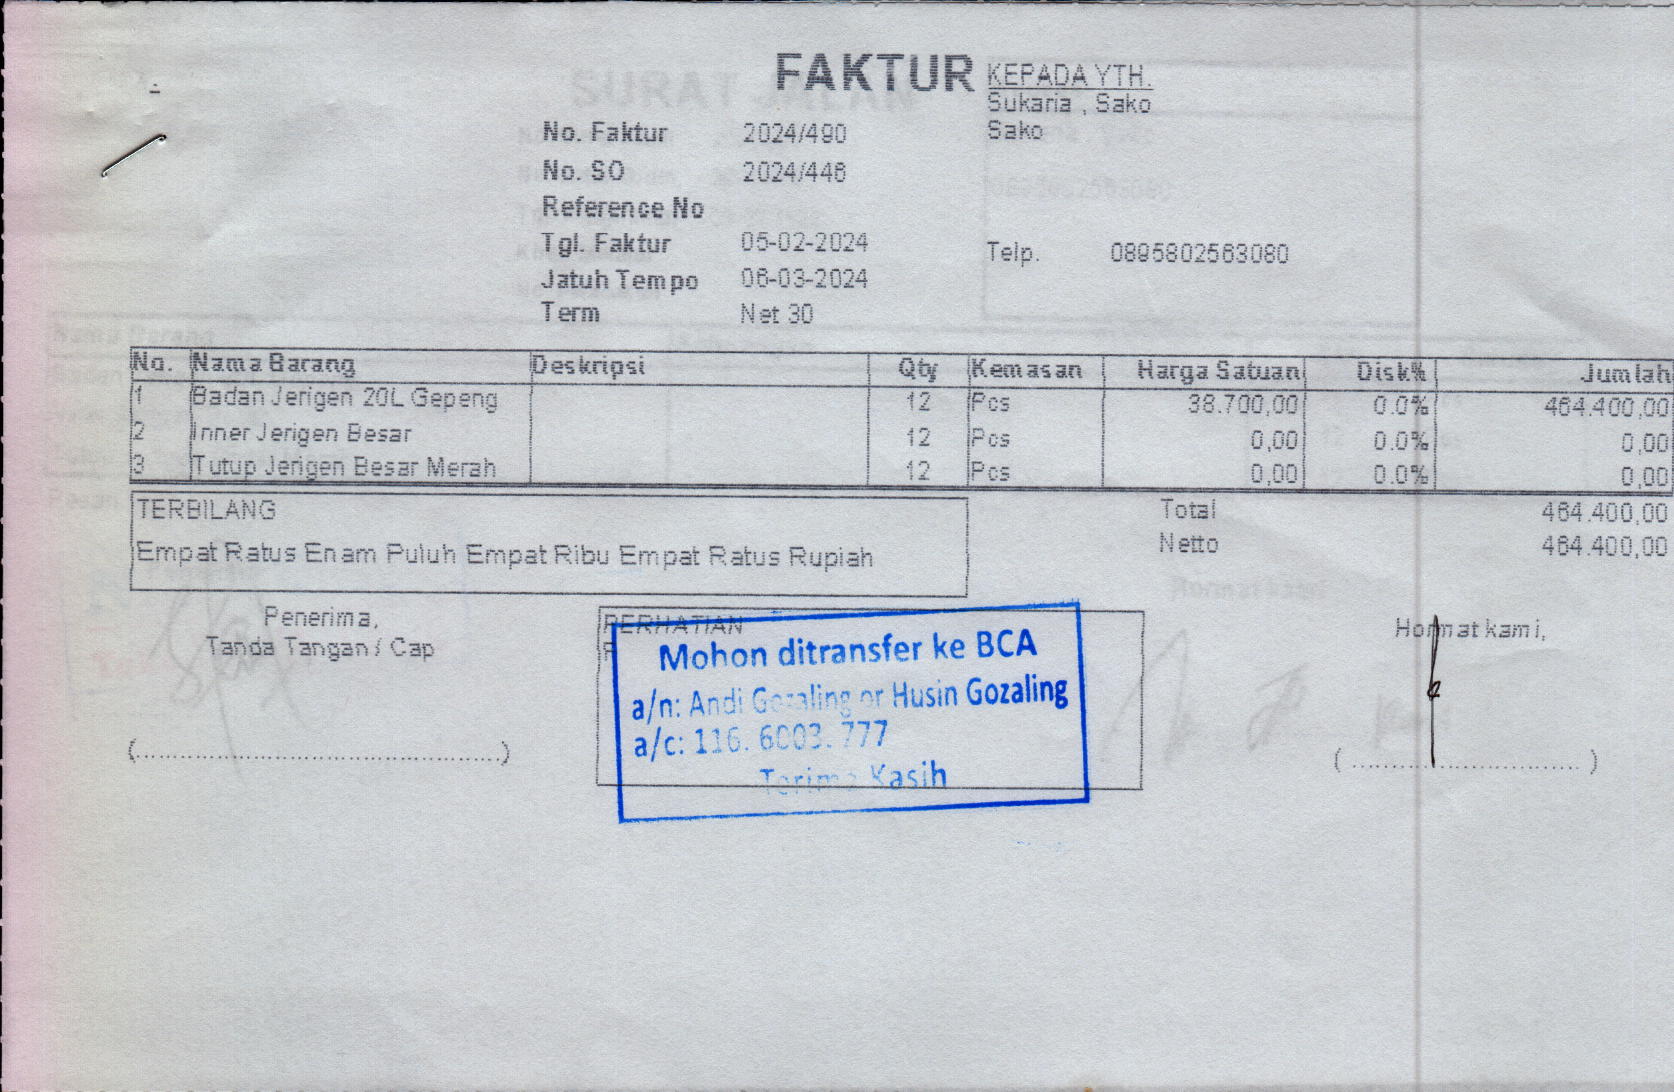 FAKTUR
KEPADA YTH.
Sukaria , Sako
Sako
No. Faktur 2024/490
No. SO 2024/446
Reference No
Tgl. Faktur 05-02-2024
Telp. 0895802563080
Jatuh Tempo 06-03-2024
Term Net 30
No. Nama Barang Deskripsi Qty Kemasan Harga Satuan Disk% Jumlah
1 Badan Jerigen 20L Gepeng 12 Pcs 38.700,00 0.0% 464.400,00
2 Inner Jerigen Besar 12 Pcs 0,00 0.0% 0,00
3 Tutup Jerigen Besar Merah 12 Pcs 0,00 0.0% 0,00
TERBILANG
Total 464.400,00
Empat Ratus Enam Puluh Empat Ribu Empat Ratus Rupiah
Netto 464.400,00
Penerima,
Tanda Tangan / Cap
(..............................................)
PERHATIAN
Mohon ditransfer ke BCA
a/n: Andi Gozaling or Husin Gozaling
a/c: 116. 6003. 777
Terima Kasih
Hormat kami,
( ............................. )